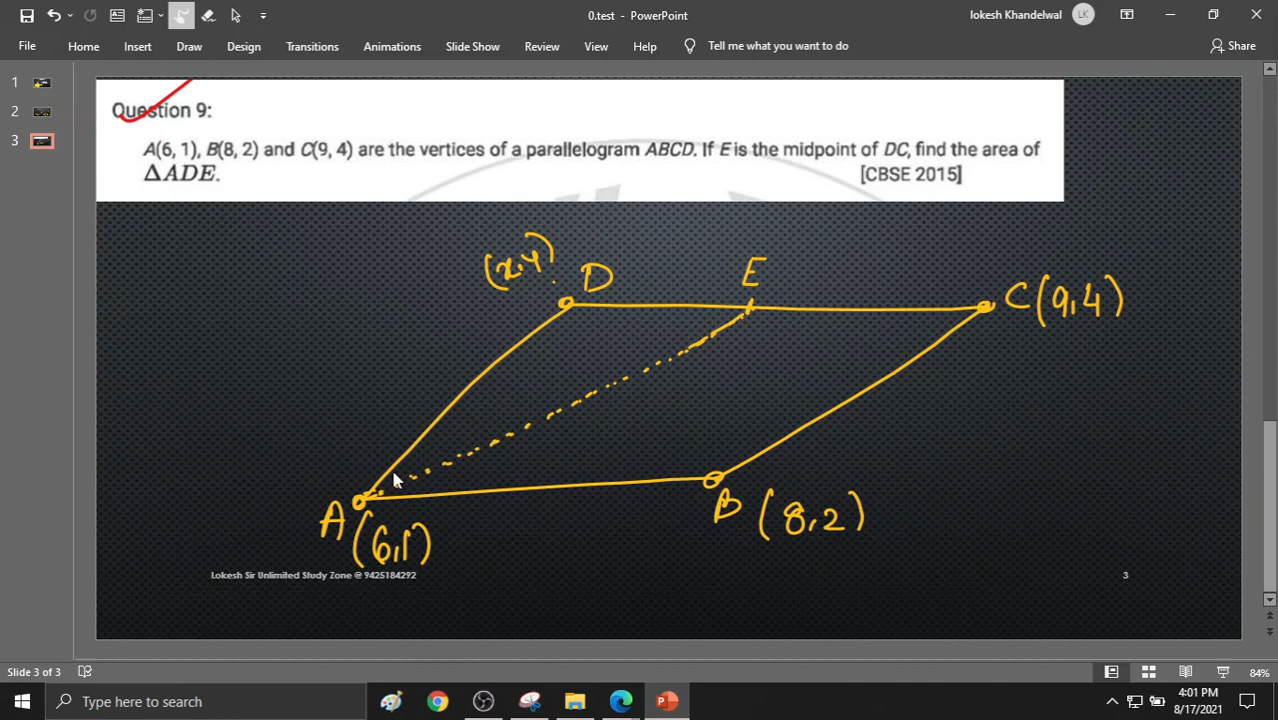 0.test - PowerPoint
lokesh Khandelwal
LK
File
Home
Insert
Draw
Design
Transitions
Animations
Slide Show
Review
View
Help
Tell me what you want to do
Share
1
2
3
Question 9:
A(6, 1), B(8, 2) and C(9, 4) are the vertices of a parallelogram ABCD. If E is the midpoint of DC, find the area of
ΔADE.
[CBSE 2015]
(x,y)
D
E
C(9,4)
A
(6,1)
B
(8,2)
Lokesh Sir Unlimited Study Zone @ 9425184292
3
Slide 3 of 3
84%
Type here to search
4:01 PM
8/17/2021